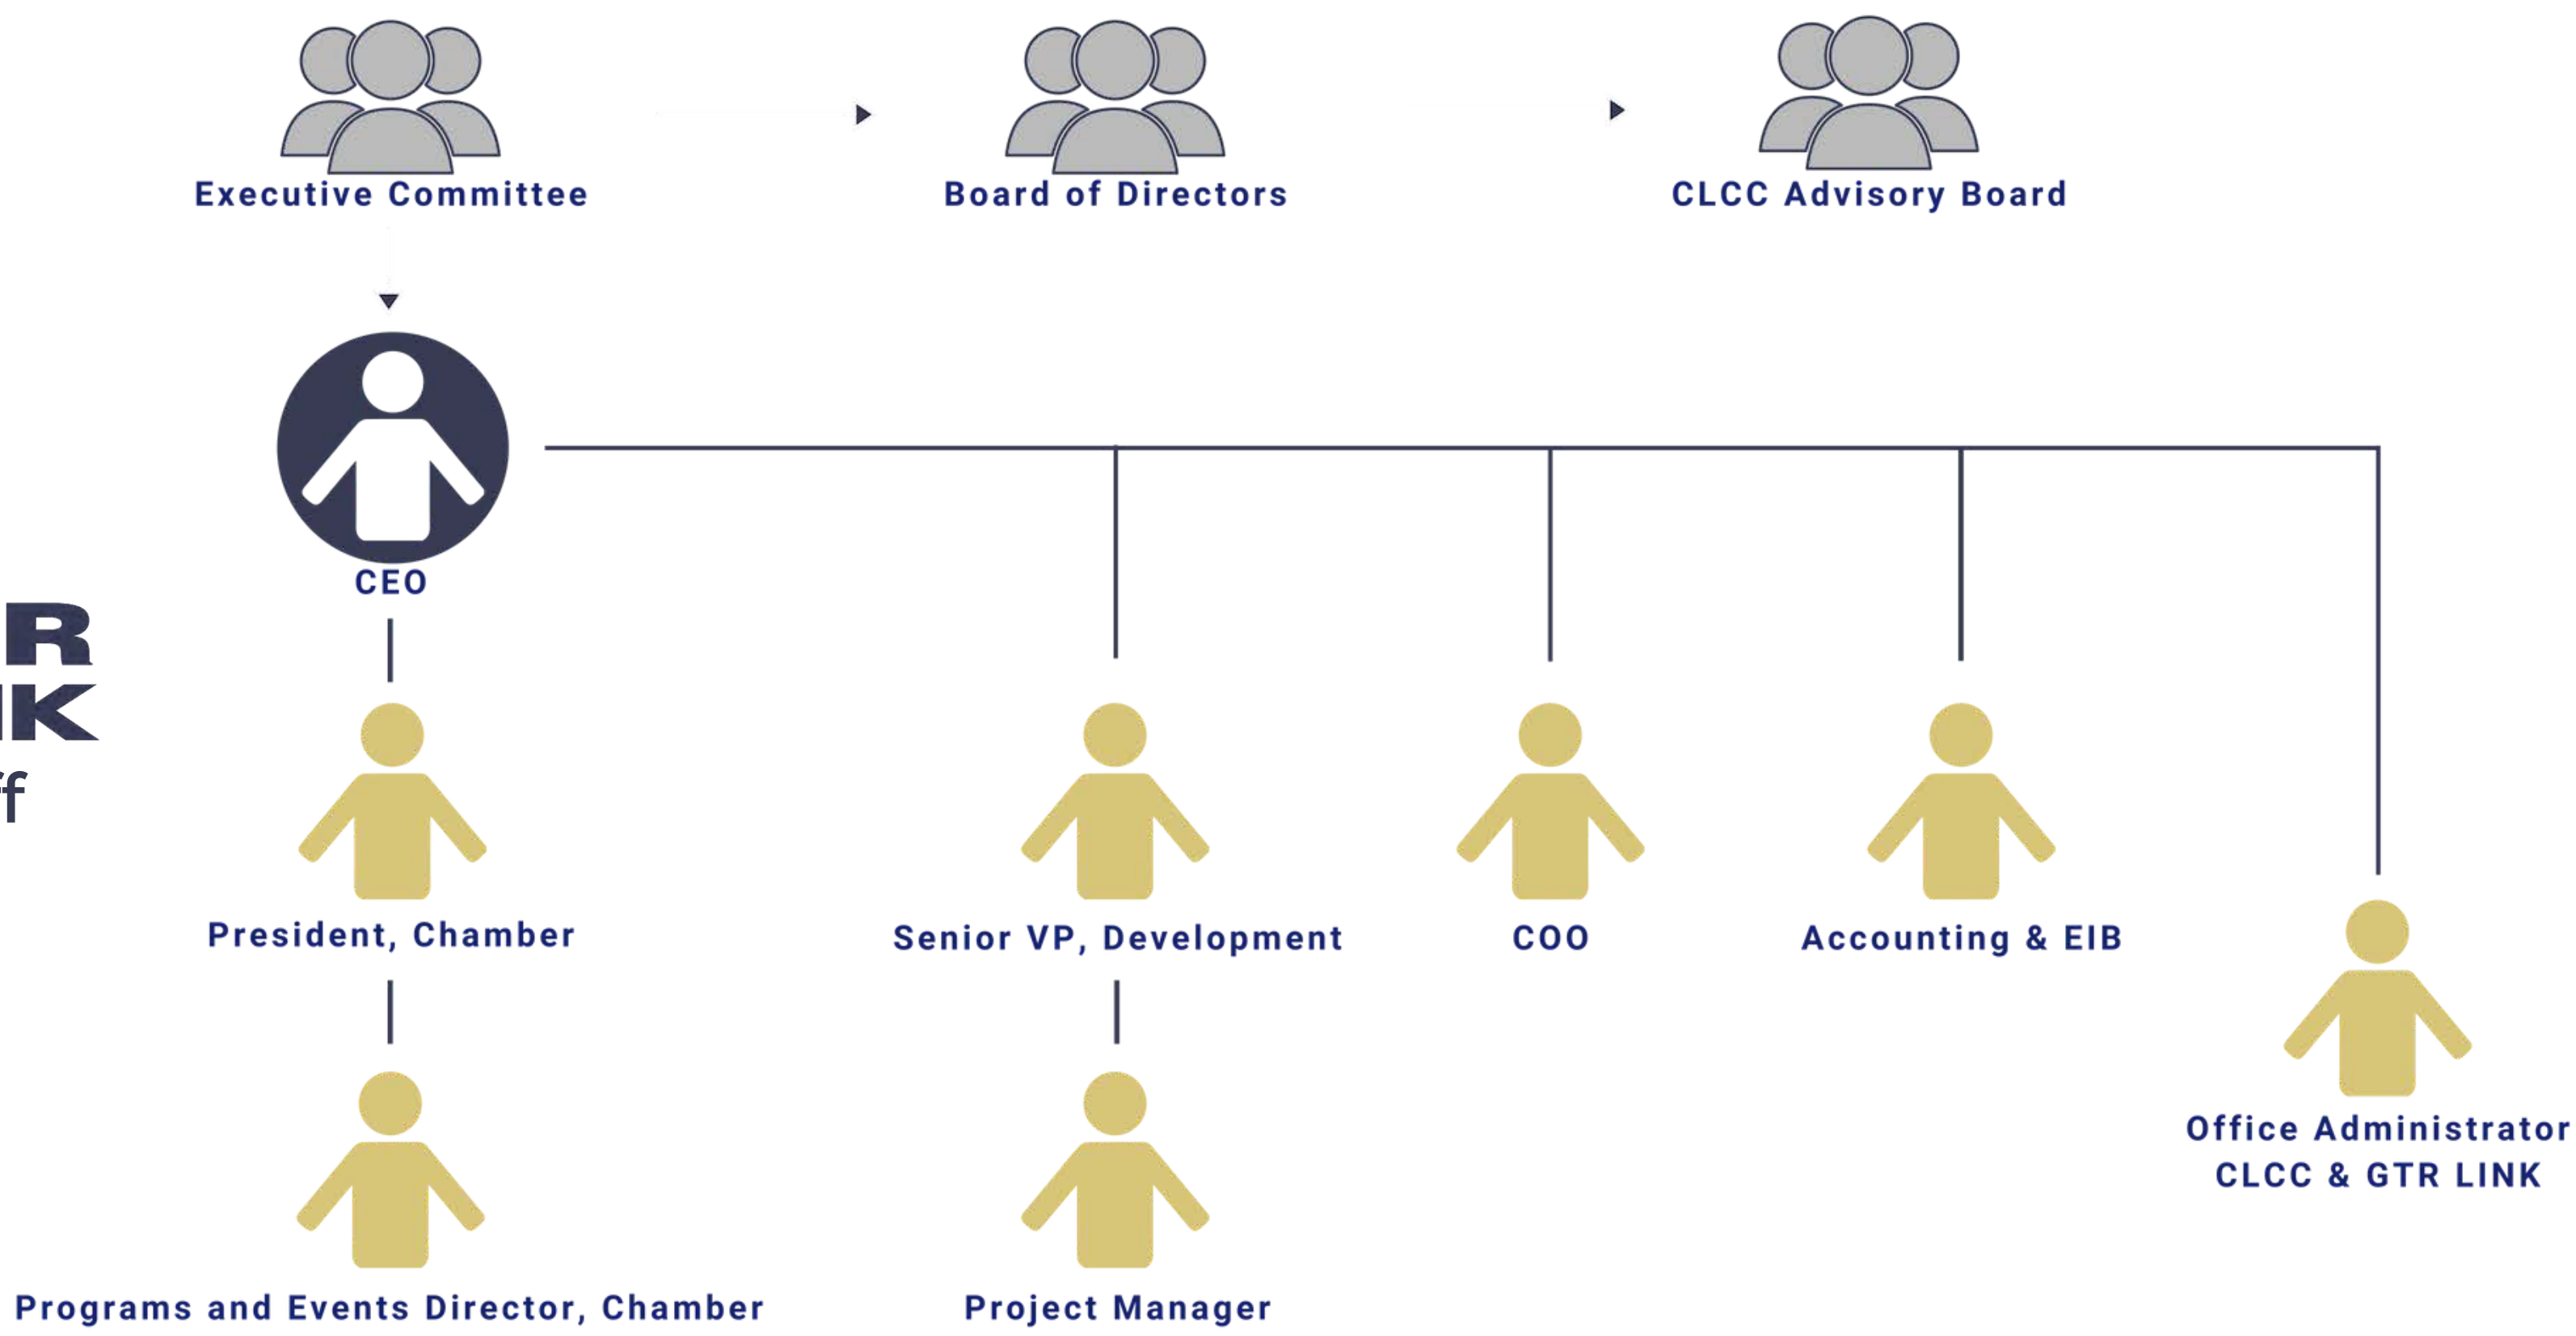 Executive Committee
Board of Directors
CLCC Advisory Board
CEO
R
President, Chamber
Senior VP, Development
COO
Accounting & EIB
Office Administrator
CLCC & GTR LINK
Programs and Events Director, Chamber
Project Manager